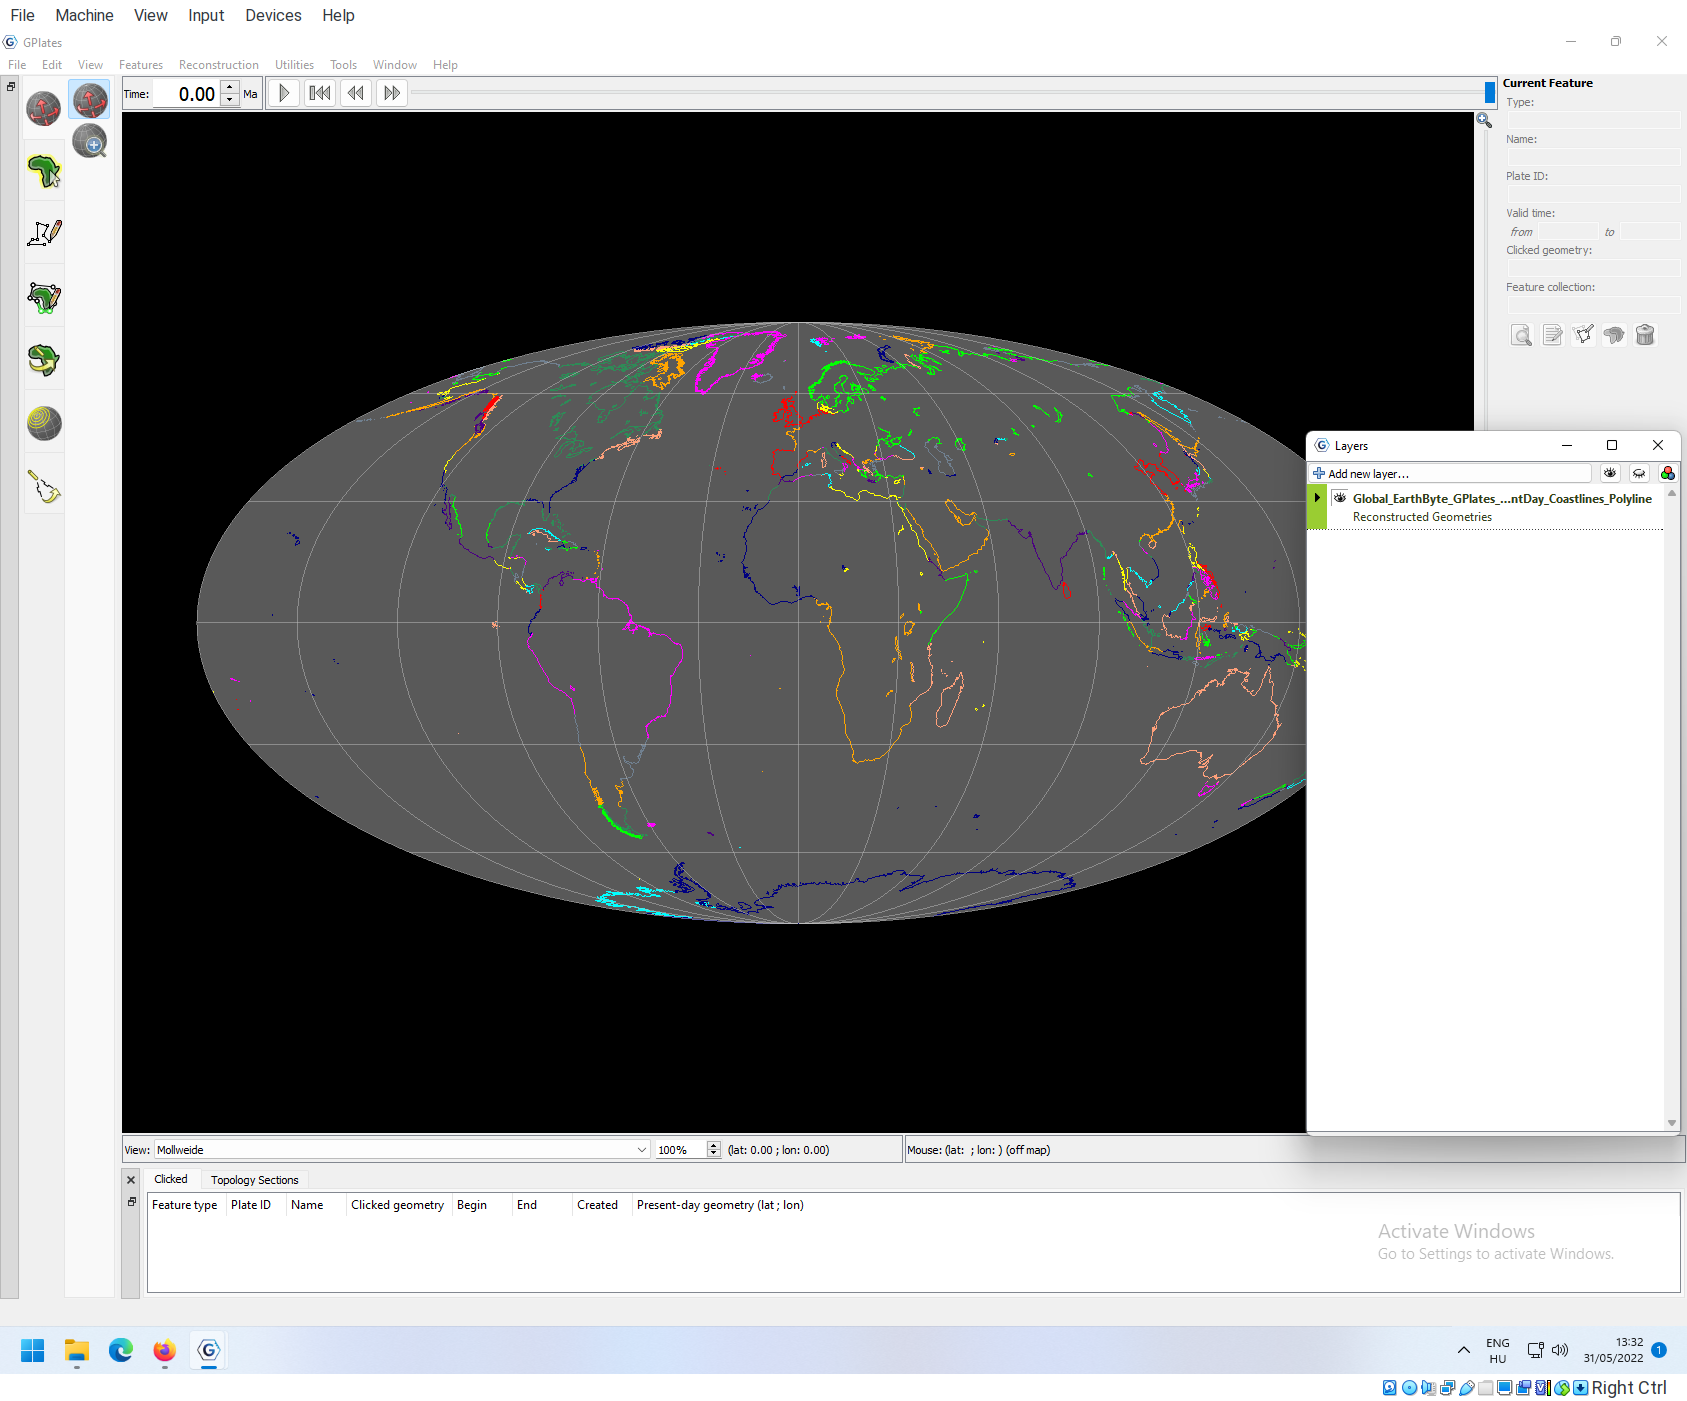 File Machine View Input Devices Help
GPlates
File Edit View Features Reconstruction Utilities Tools Window Help
Time: 0.00 Ma
Current Feature
Type:
Name:
Plate ID:
Valid time:
from to
Clicked geometry:
Feature collection:
Layers
Add new layer...
Global_EarthByte_GPlates_...ntDay_Coastlines_Polyline
Reconstructed Geometries
View: Mollweide 100% (lat: 0.00 ; lon: 0.00) Mouse: (lat: ; lon: ) (off map)
Clicked Topology Sections
Feature type Plate ID Name Clicked geometry Begin End Created Present-day geometry (lat ; lon)
Activate Windows
Go to Settings to activate Windows.
ENG
HU
13:32
31/05/2022
1
Right Ctrl